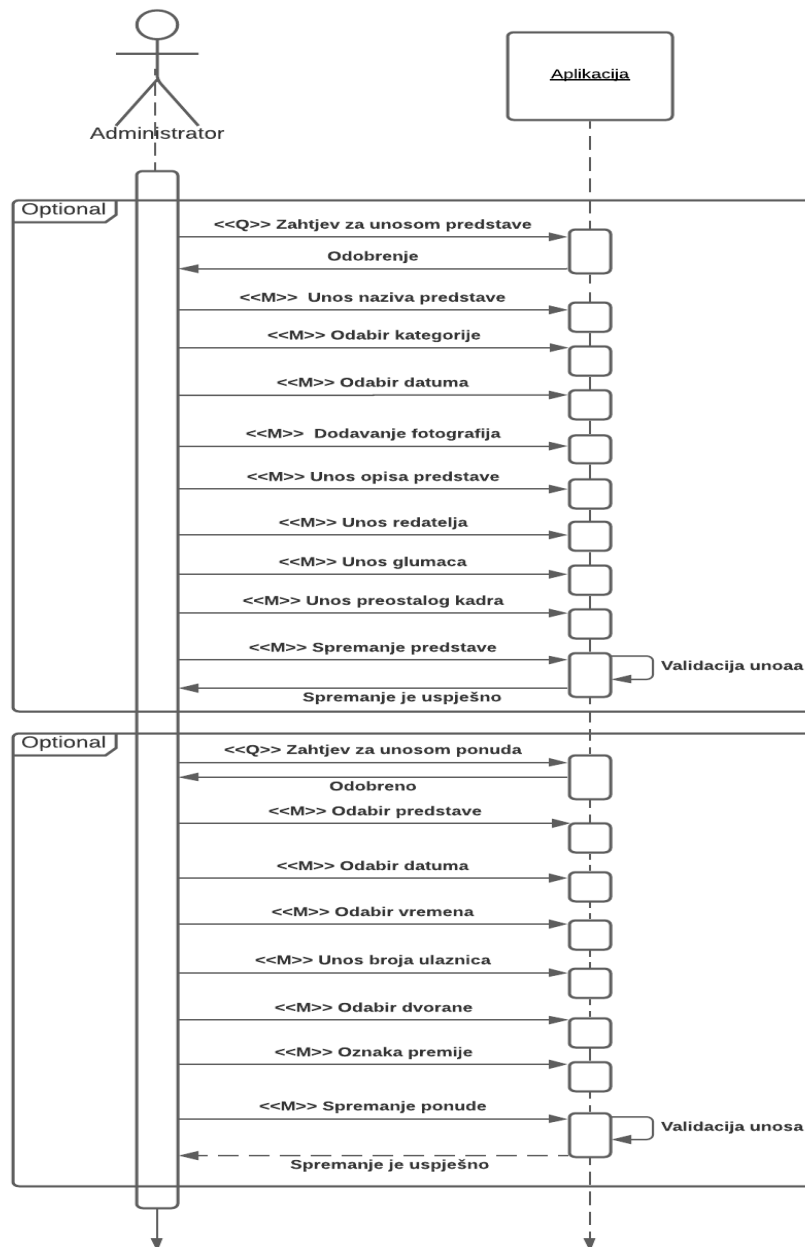 Aplikacija
Administrator
Optional
<<Q>> Zahtjev za unosom predstave
Odobrenje
<<M>> Unos naziva predstave
<<M>> Odabir kategorije
<<M>> Odabir datuma
<<M>> Dodavanje fotografija
<<M>> Unos opisa predstave
<<M>> Unos redatelja
<<M>> Unos glumaca
<<M>> Unos preostalog kadra
<<M>> Spremanje predstave
Validacija unoaa
Spremanje je uspješno
Optional
<<Q>> Zahtjev za unosom ponuda
Odobreno
<<M>> Odabir predstave
<<M>> Odabir datuma
<<M>> Odabir vremena
<<M>> Unos broja ulaznica
<<M>> Odabir dvorane
<<M>> Oznaka premije
<<M>> Spremanje ponude
Validacija unosa
Spremanje je uspješno